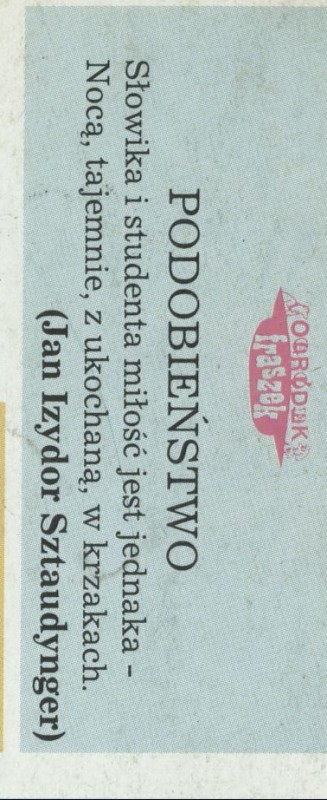 OGRÓDEK
fraszek
PODOBIEŃSTWO
Słowika i studenta miłość jest jednaka -
Nocą, tajemnie, z ukochaną, w krzakach.
(Jan Izydor Sztaudynger)